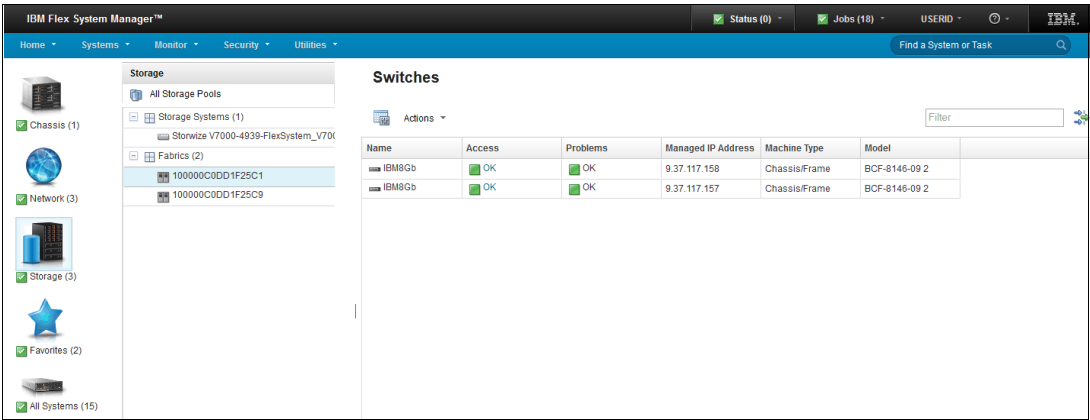 IBM Flex System Manager™
Status (0)
Jobs (18)
USERID
IBM.
Home
Systems
Monitor
Security
Utilities
Find a System or Task
Chassis (1)
Network (3)
Storage (3)
Favorites (2)
All Systems (15)
Storage
All Storage Pools
Storage Systems (1)
Storwize V7000-4939-FlexSystem_V70(
Fabrics (2)
100000C0DD1F25C1
100000C0DD1F25C9
Switches
Actions
Filter
Name Access Problems Managed IP Address Machine Type Model
IBM8Gb OK OK 9.37.117.158 Chassis/Frame BCF-8146-09 2
IBM8Gb OK OK 9.37.117.157 Chassis/Frame BCF-8146-09 2